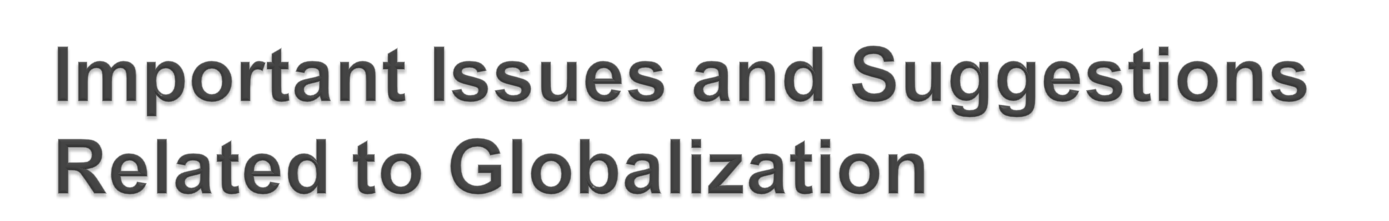 Important Issues and Suggestions
Related to Globalization